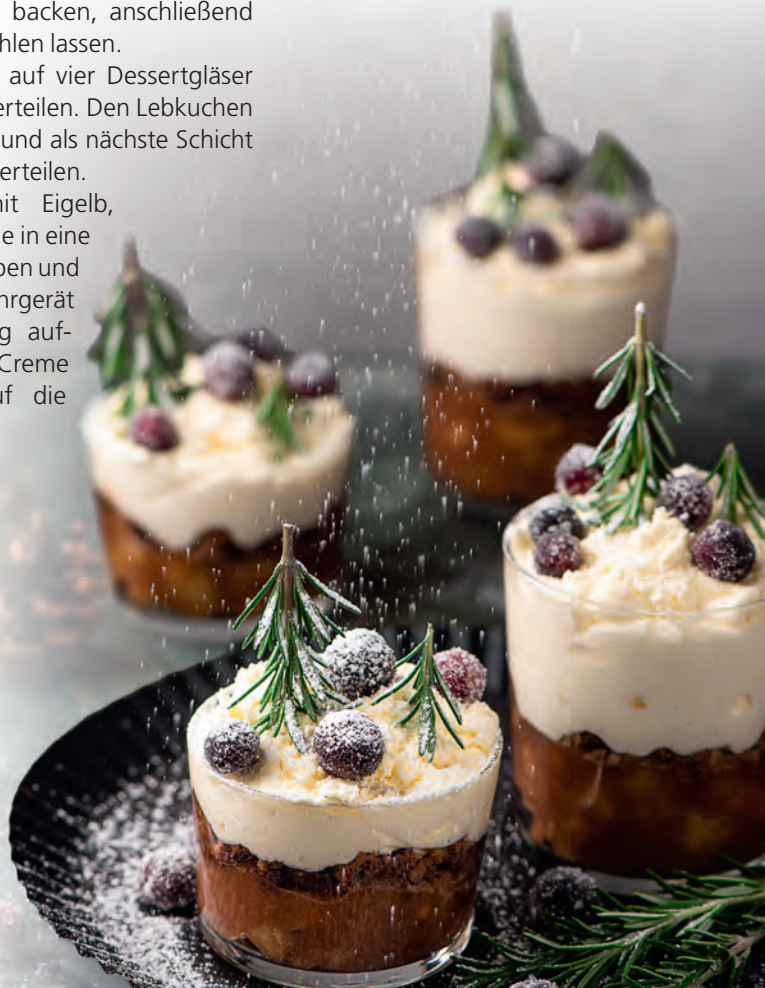 backen, anschließend
hlen lassen.
auf vier Dessertgläser
erteilen. Den Lebkuchen
und als nächste Schicht
erteilen.
mit Eigelb,
e in eine
ben und
hrgerät
g auf-
Creme
uf die